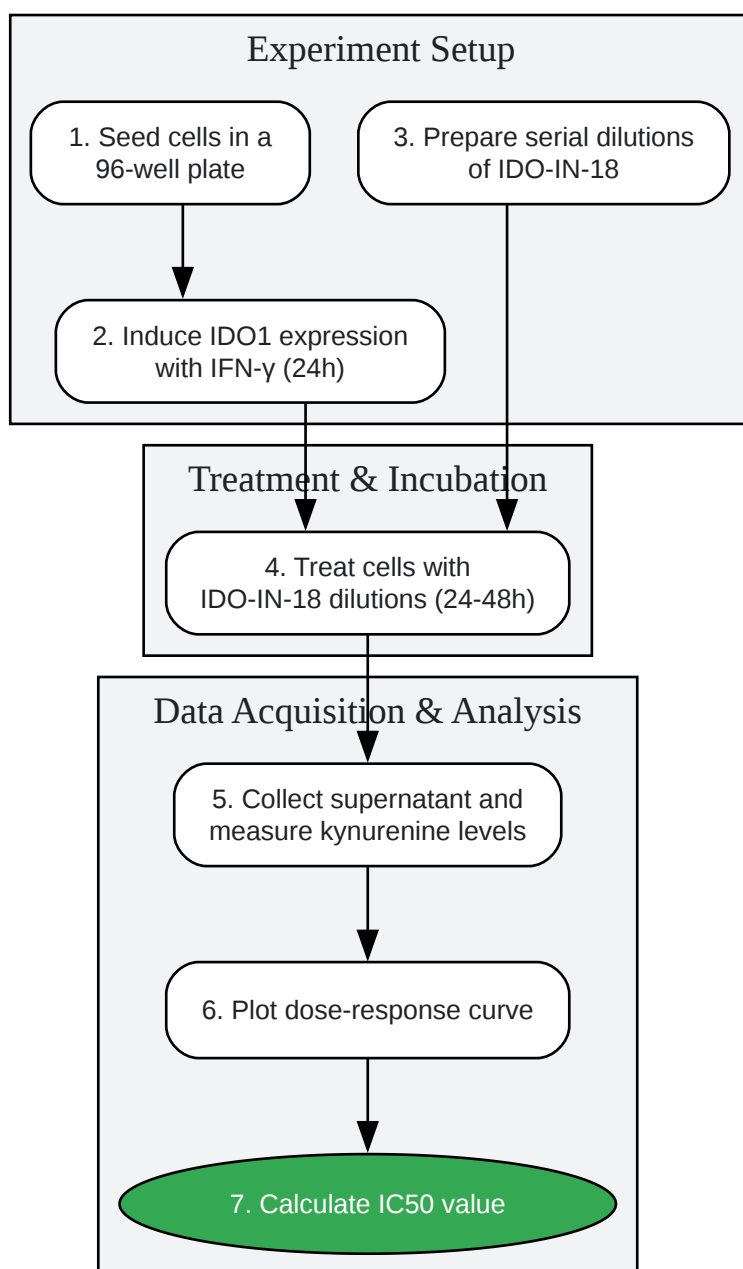 Experiment Setup
1. Seed cells in a
96-well plate
3. Prepare serial dilutions
of IDO-IN-18
2. Induce IDO1 expression
with IFN-γ (24h)
Treatment & Incubation
4. Treat cells with
IDO-IN-18 dilutions (24-48h)
Data Acquisition & Analysis
5. Collect supernatant and
measure kynurenine levels
6. Plot dose-response curve
7. Calculate IC50 value